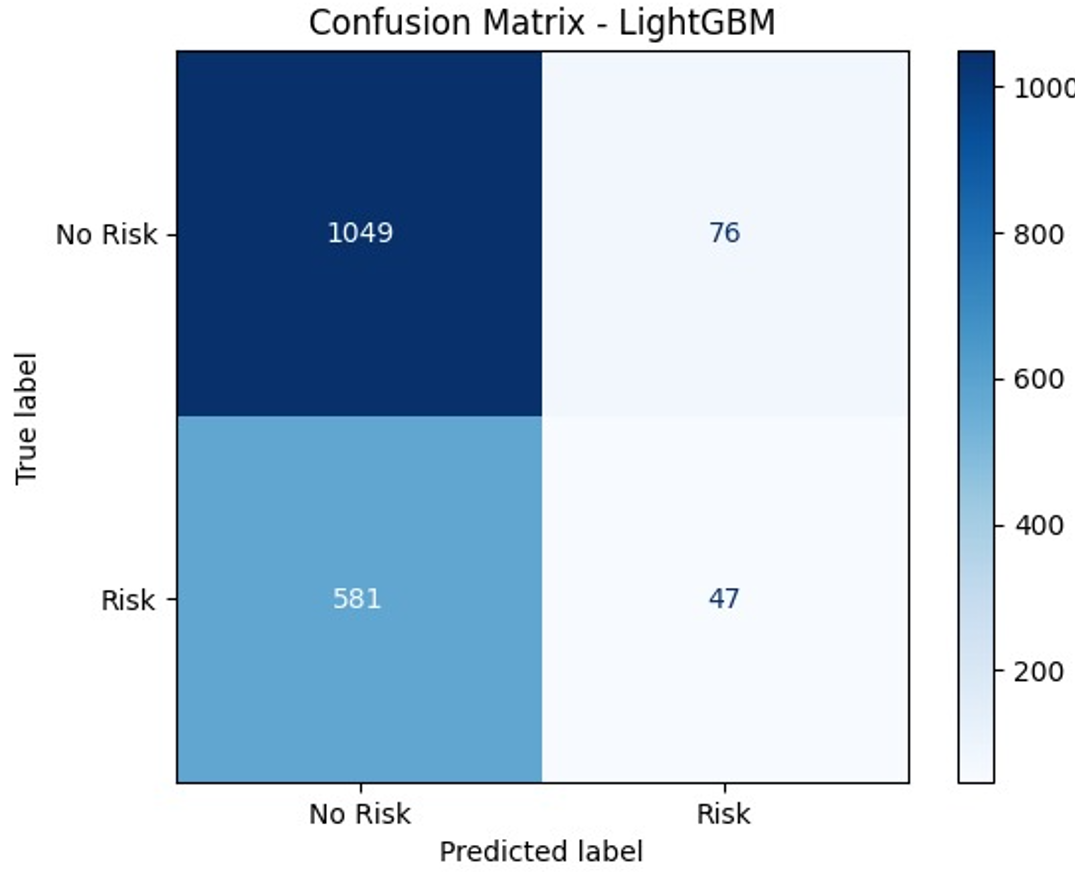 Confusion Matrix - LightGBM
True label
No Risk
1049
76
Risk
581
47
No Risk
Risk
Predicted label
1000
800
600
400
200